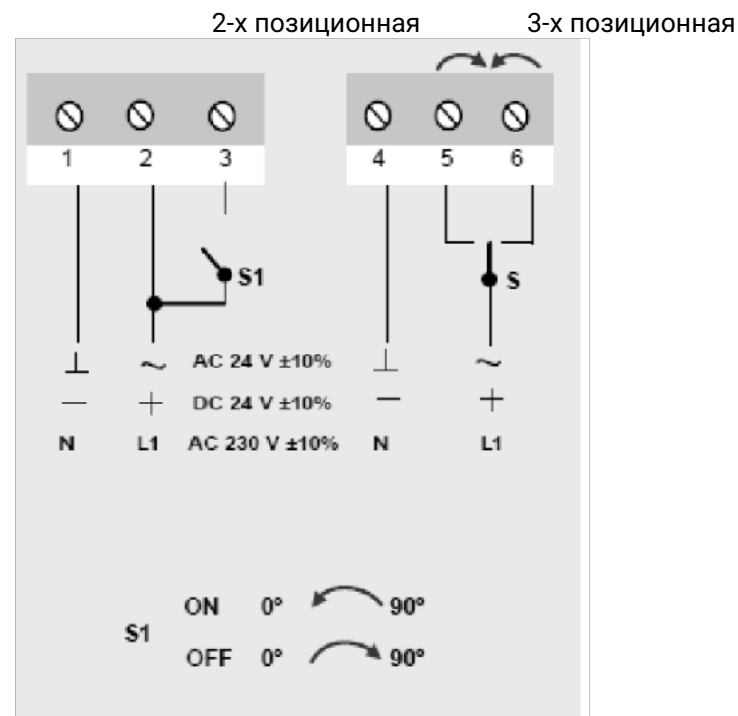 2-х позиционная 3-х позиционная
1 2 3 4 5 6
S1 S
⊥ ~ AC 24 V ±10% ⊥ ~
− + DC 24 V ±10% − +
N L1 AC 230 V ±10% N L1
ON 0° 90°
S1
OFF 0° 90°